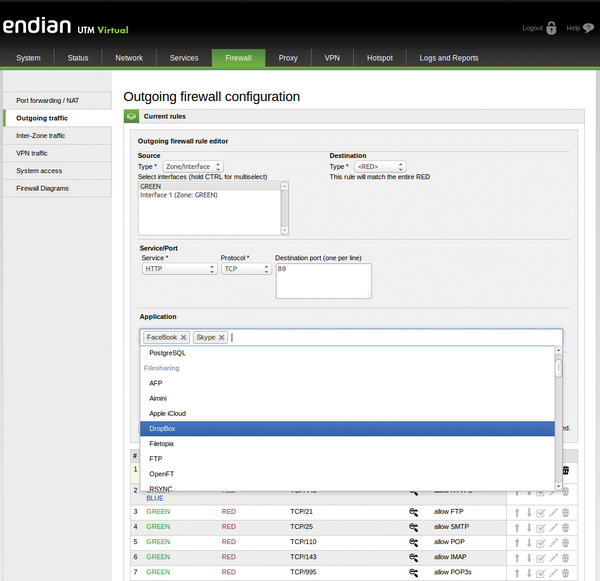 endian UTM Virtual
Logout Help
System Status Network Services Firewall Proxy VPN Hotspot Logs and Reports
Port forwarding / NAT
Outgoing traffic
Inter-Zone traffic
VPN traffic
System access
Firewall Diagrams
Outgoing firewall configuration
Current rules
Outgoing firewall rule editor
Source Destination
Type * Zone/Interface Type * <RED>
Select interfaces (hold CTRL for multiselect) This rule will match the entire RED
GREEN
Interface 1 (Zone: GREEN)
Service/Port
Service * Protocol * Destination port (one per line)
HTTP TCP 80
Application
FaceBook Skype
PostgreSQL
Filesharing
AFP
Aimini
Apple iCloud
DropBox
Filetopia
FTP
OpenFT
RSYNC
#
1
2 RED
BLUE
3 GREEN RED TCP/21 allow FTP
4 GREEN RED TCP/25 allow SMTP
5 GREEN RED TCP/110 allow POP
6 GREEN RED TCP/143 allow IMAP
7 GREEN RED TCP/995 allow POP3s